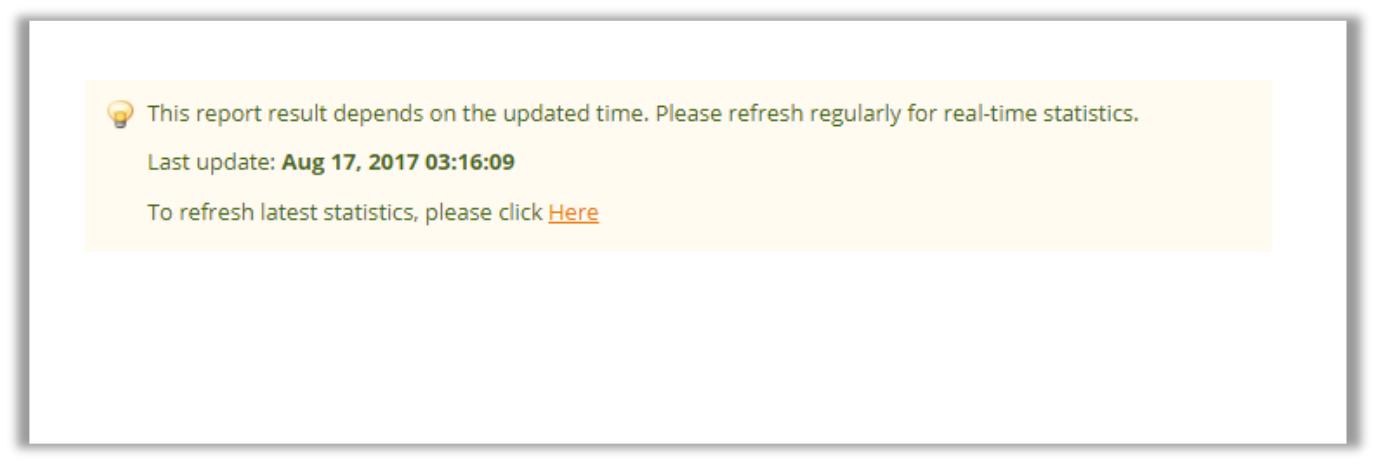 This report result depends on the updated time. Please refresh regularly for real-time statistics.
Last update: Aug 17, 2017 03:16:09
To refresh latest statistics, please click Here